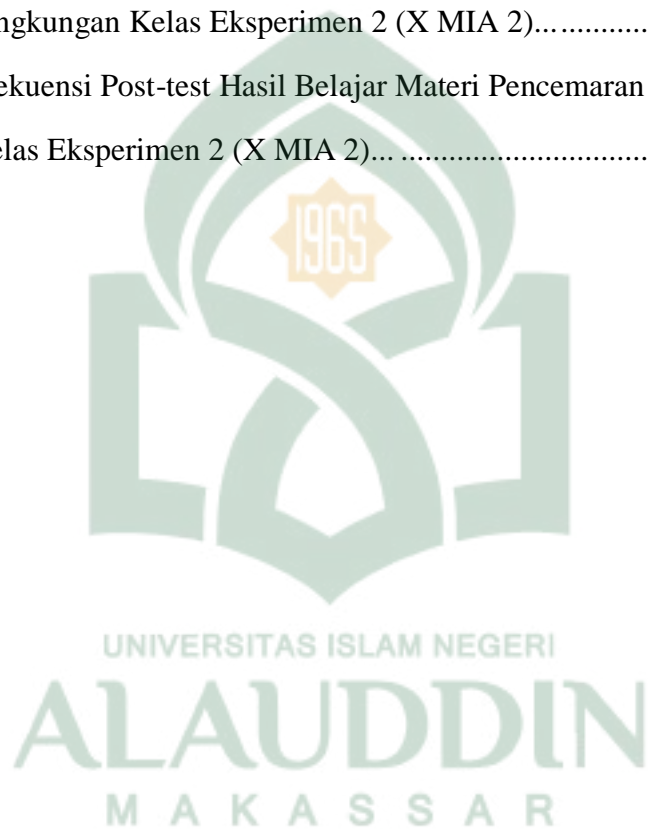 ngkungan Kelas Eksperimen 2 (X MIA 2)...............
ekuensi Post-test Hasil Belajar Materi Pencemaran
elas Eksperimen 2 (X MIA 2)... ...............................
1965
UNIVERSITAS ISLAM NEGERI
ALAUDDIN
MAKASSAR